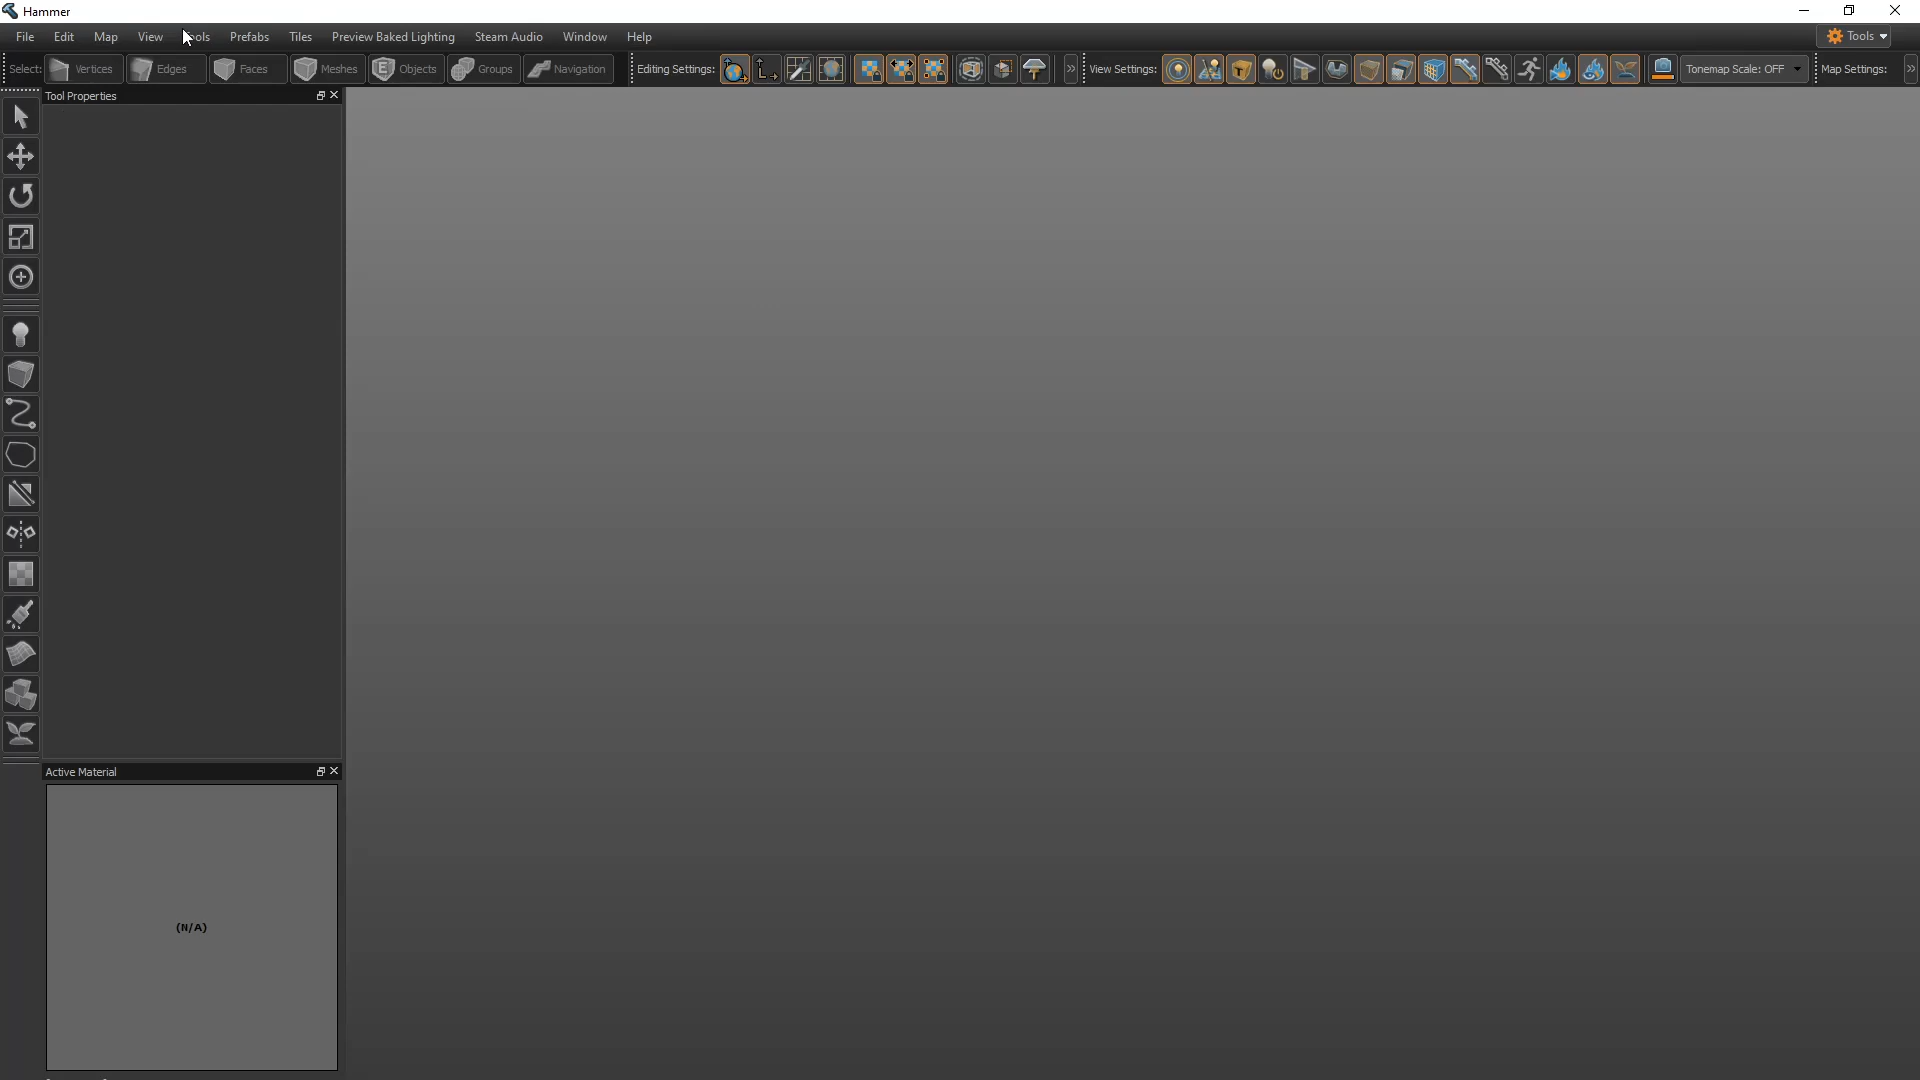 Hammer
File Edit Map View Tools Prefabs Tiles Preview Baked Lighting Steam Audio Window Help Tools
Select: Vertices Edges Faces Meshes Objects Groups Navigation Editing Settings: View Settings: Tonemap Scale: OFF Map Settings:
Tool Properties
Active Material
(N/A)